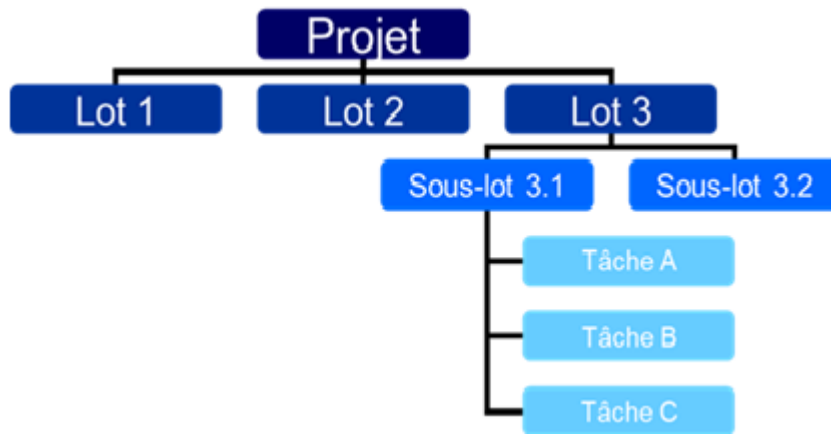 Projet
Lot 1
Lot 2
Lot 3
Sous-lot 3.1
Sous-lot 3.2
Tâche A
Tâche B
Tâche C